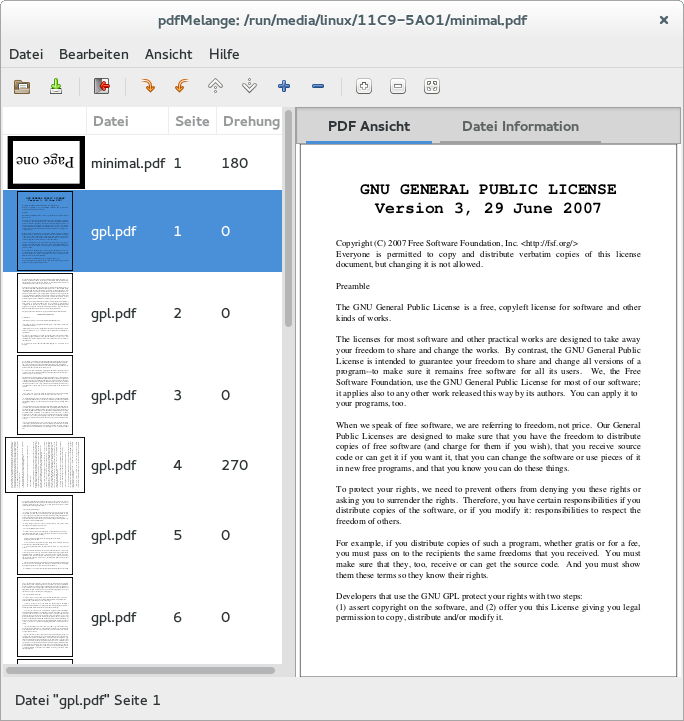 pdfMelange: /run/media/linux/11C9-5A01/minimal.pdf
Datei Bearbeiten Ansicht Hilfe
Datei Seite Drehung
Page one minimal.pdf 1 180
gpl.pdf 1 0
gpl.pdf 2 0
gpl.pdf 3 0
gpl.pdf 4 270
gpl.pdf 5 0
gpl.pdf 6 0
PDF Ansicht Datei Information
GNU GENERAL PUBLIC LICENSE
Version 3, 29 June 2007
Copyright (C) 2007 Free Software Foundation, Inc. <http://fsf.org/>
Everyone is permitted to copy and distribute verbatim copies of this license
document, but changing it is not allowed.
Preamble
The GNU General Public License is a free, copyleft license for software and other
kinds of works.
The licenses for most software and other practical works are designed to take away
your freedom to share and change the works. By contrast, the GNU General Public
License is intended to guarantee your freedom to share and change all versions of a
program--to make sure it remains free software for all its users. We, the Free
Software Foundation, use the GNU General Public License for most of our software;
it applies also to any other work released this way by its authors. You can apply it to
your programs, too.
When we speak of free software, we are referring to freedom, not price. Our General
Public Licenses are designed to make sure that you have the freedom to distribute
copies of free software (and charge for them if you wish), that you receive source
code or can get it if you want it, that you can change the software or use pieces of it
in new free programs, and that you know you can do these things.
To protect your rights, we need to prevent others from denying you these rights or
asking you to surrender the rights. Therefore, you have certain responsibilities if you
distribute copies of the software, or if you modify it: responsibilities to respect the
freedom of others.
For example, if you distribute copies of such a program, whether gratis or for a fee,
you must pass on to the recipients the same freedoms that you received. You must
make sure that they, too, receive or can get the source code. And you must show
them these terms so they know their rights.
Developers that use the GNU GPL protect your rights with two steps:
(1) assert copyright on the software, and (2) offer you this License giving you legal
permission to copy, distribute and/or modify it.
Datei "gpl.pdf" Seite 1